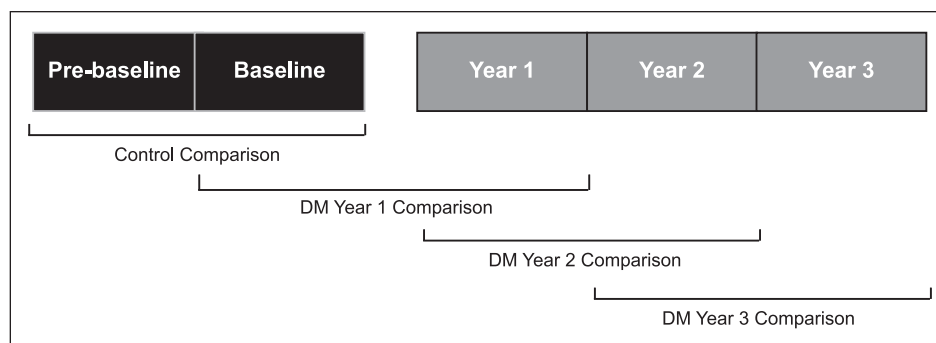 Pre-baseline Baseline Year 1 Year 2 Year 3
Control Comparison
DM Year 1 Comparison
DM Year 2 Comparison
DM Year 3 Comparison